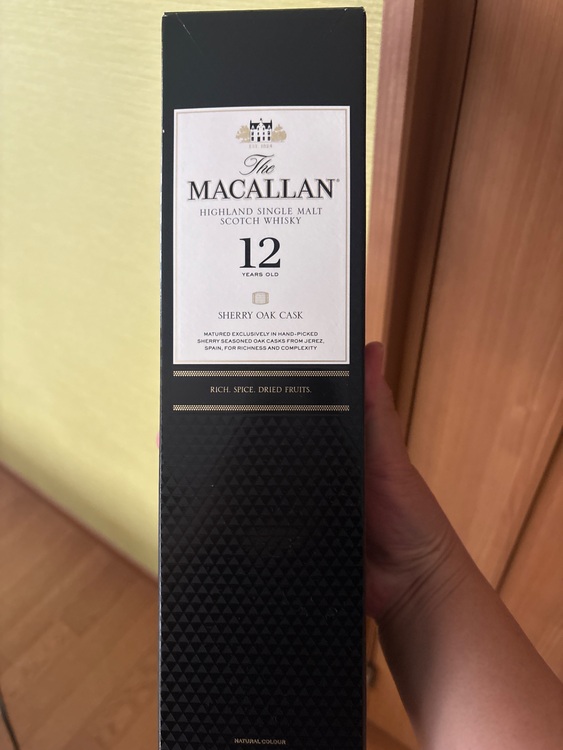 EST. 1824
The
MACALLAN®
HIGHLAND SINGLE MALT
SCOTCH WHISKY
12
YEARS OLD
SHERRY OAK CASK
MATURED EXCLUSIVELY IN HAND-PICKED
SHERRY SEASONED OAK CASKS FROM JEREZ,
SPAIN, FOR RICHNESS AND COMPLEXITY
RICH. SPICE. DRIED FRUITS.
NATURAL COLOUR